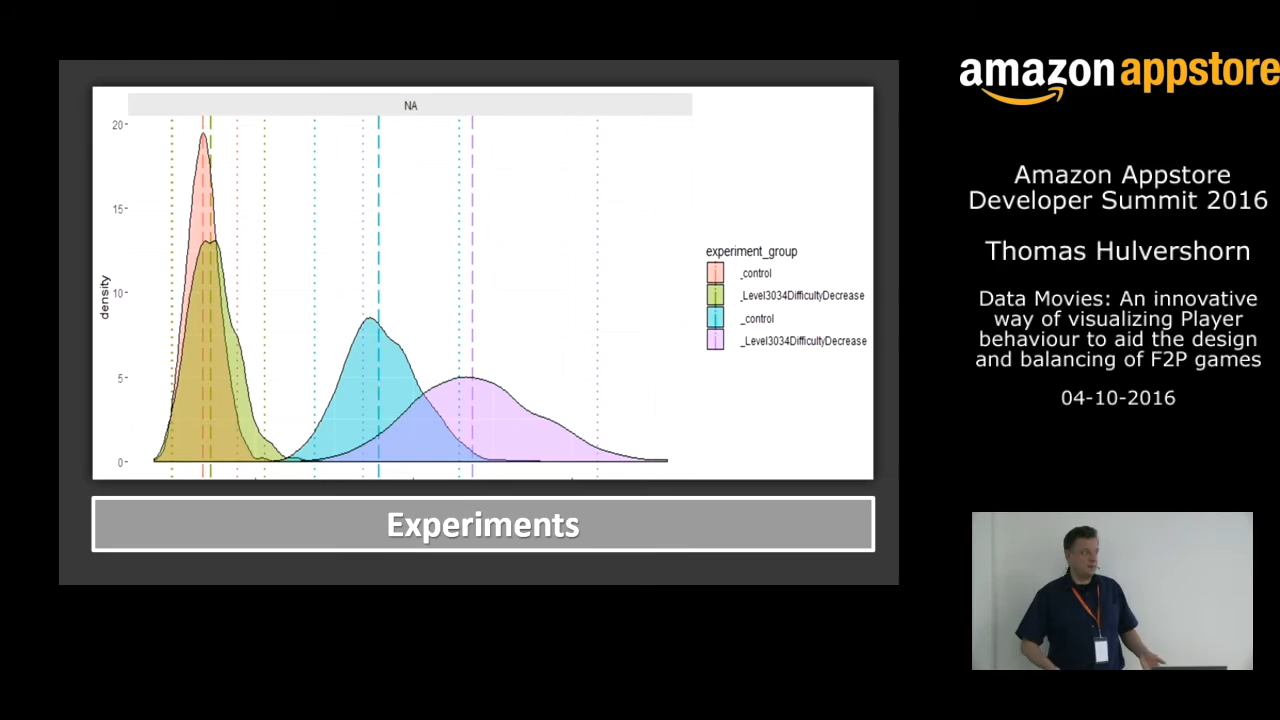 NA
20
15
10
5
0
density
experiment_group
_control
_Level3034DifficultyDecrease
_control
_Level3034DifficultyDecrease
Experiments
amazon appstore
Amazon Appstore
Developer Summit 2016
Thomas Hulvershorn
Data Movies: An innovative
way of visualizing Player
behaviour to aid the design
and balancing of F2P games
04-10-2016